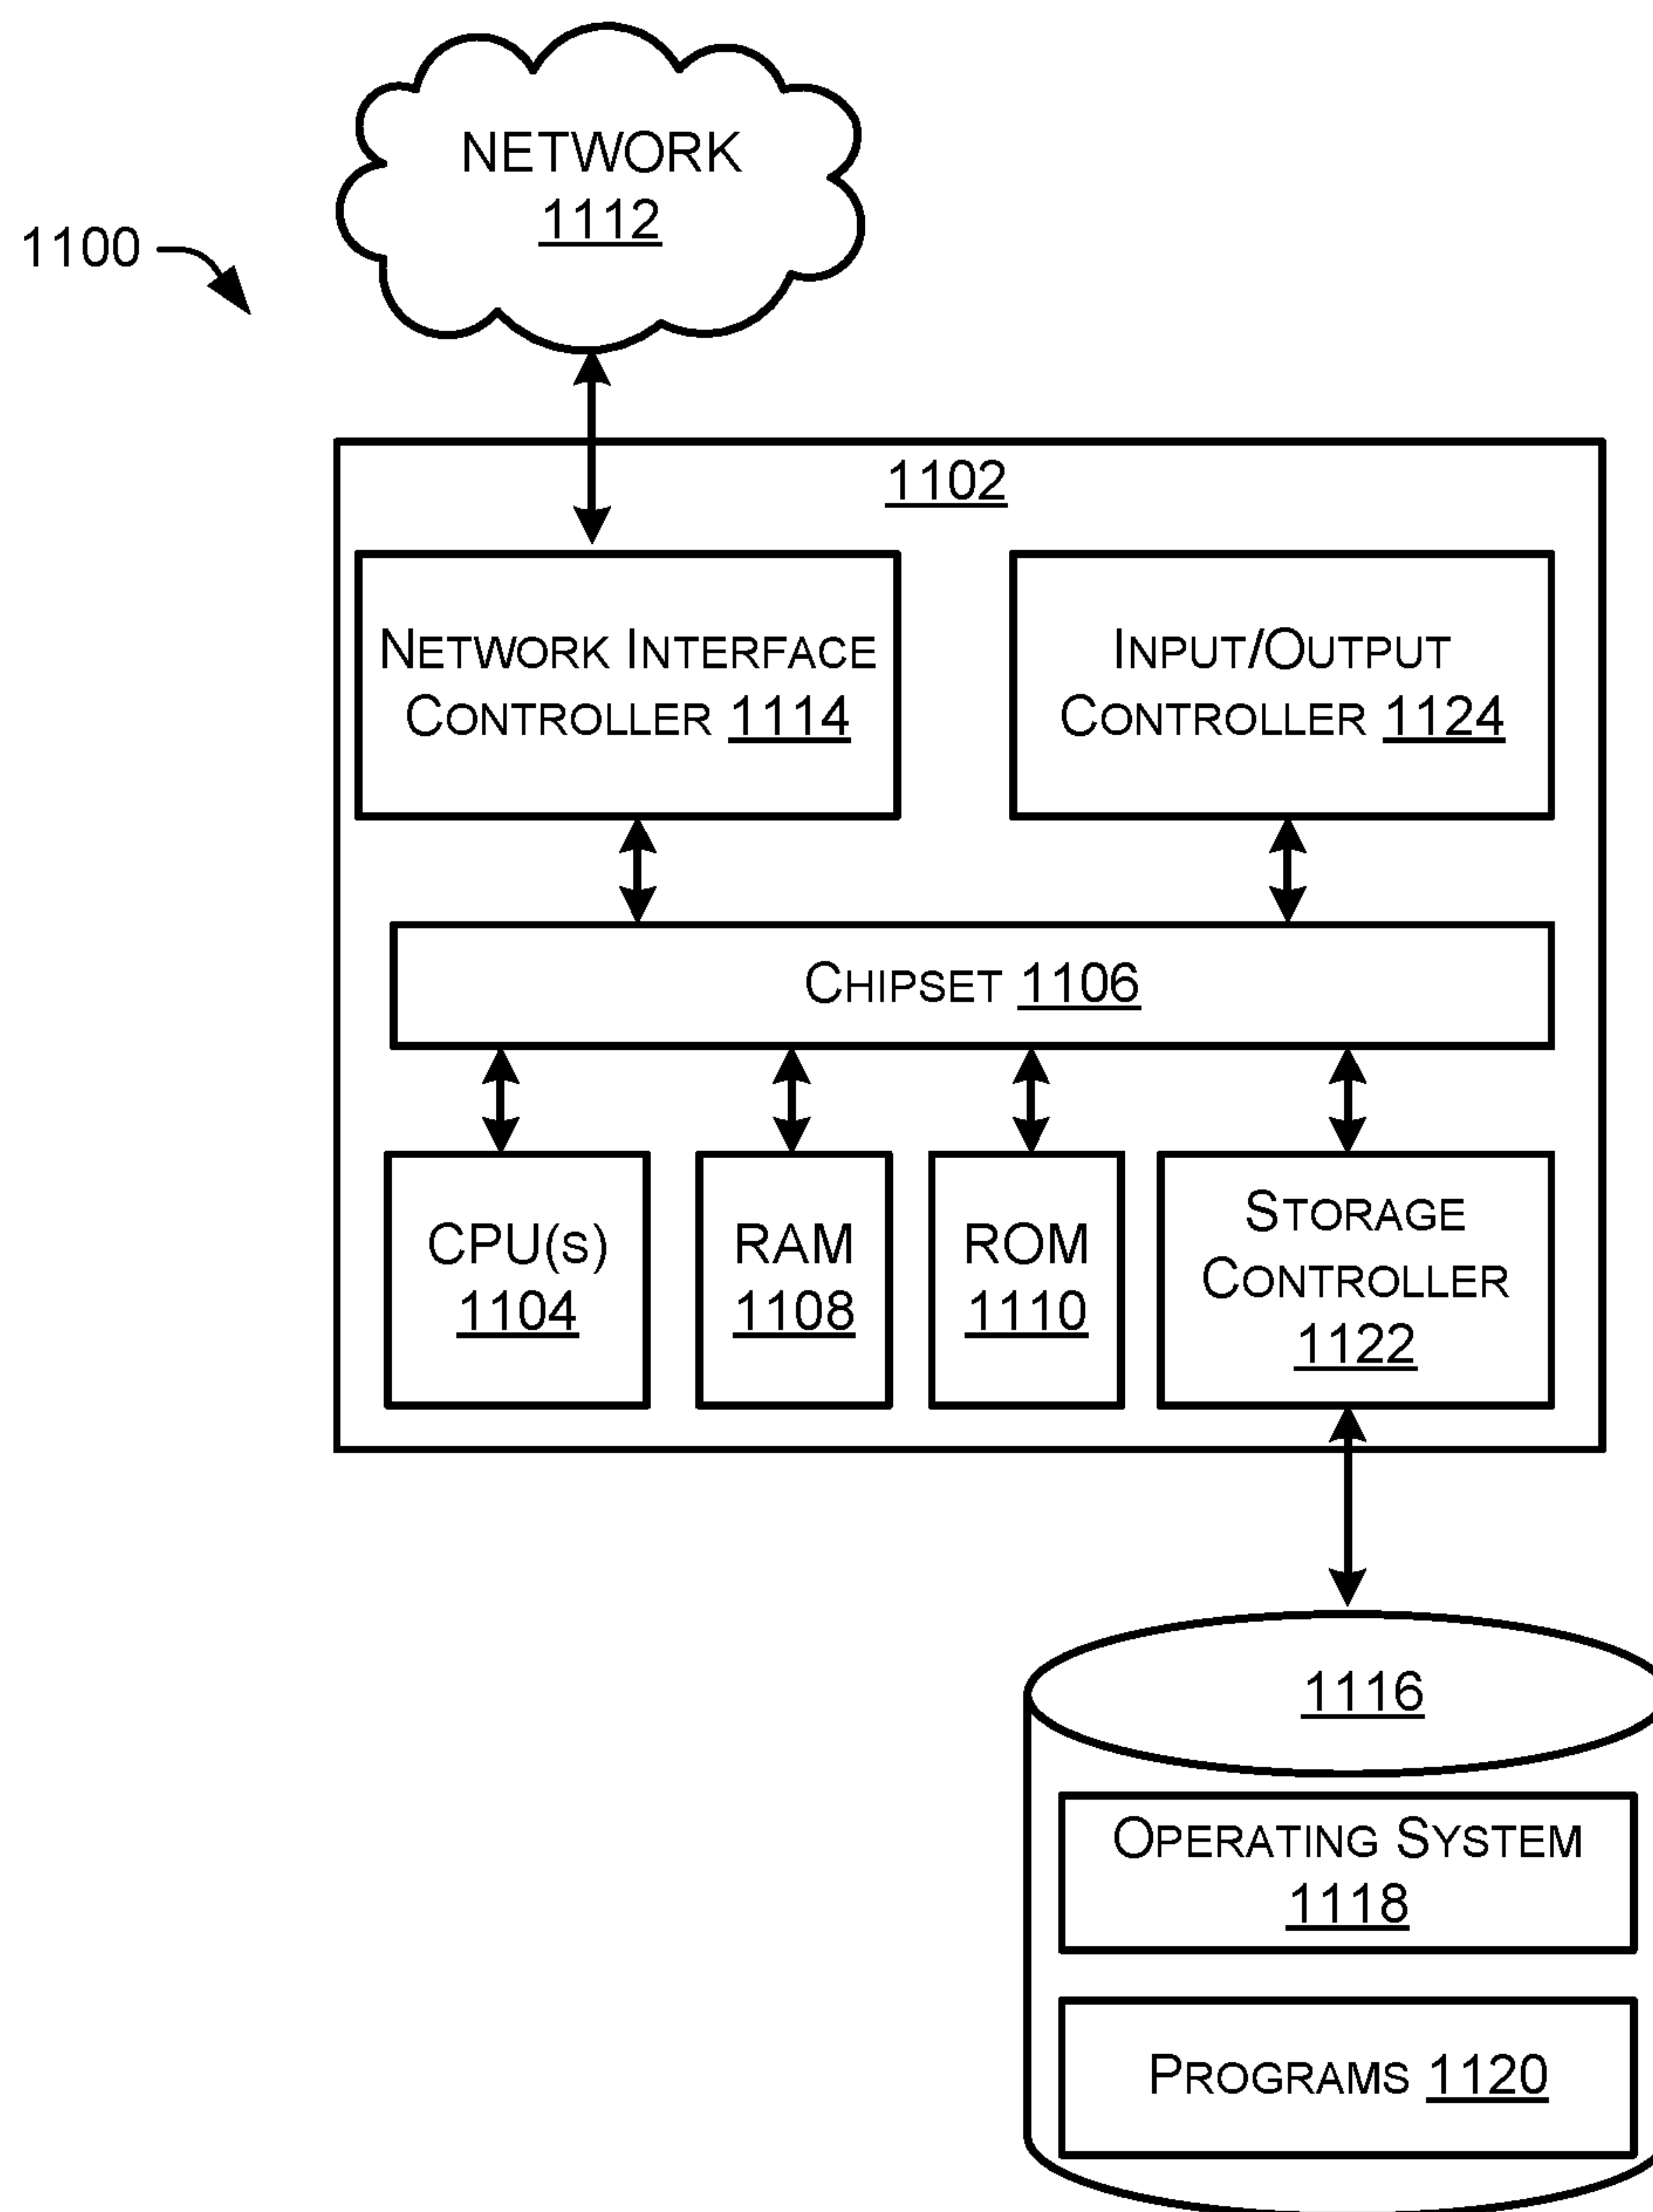 NETWORK
1112
1100
1102
NETWORK INTERFACE
CONTROLLER 1114
INPUT/OUTPUT
CONTROLLER 1124
CHIPSET 1106
CPU(S)
1104
RAM
1108
ROM
1110
STORAGE
CONTROLLER
1122
1116
OPERATING SYSTEM
1118
PROGRAMS 1120